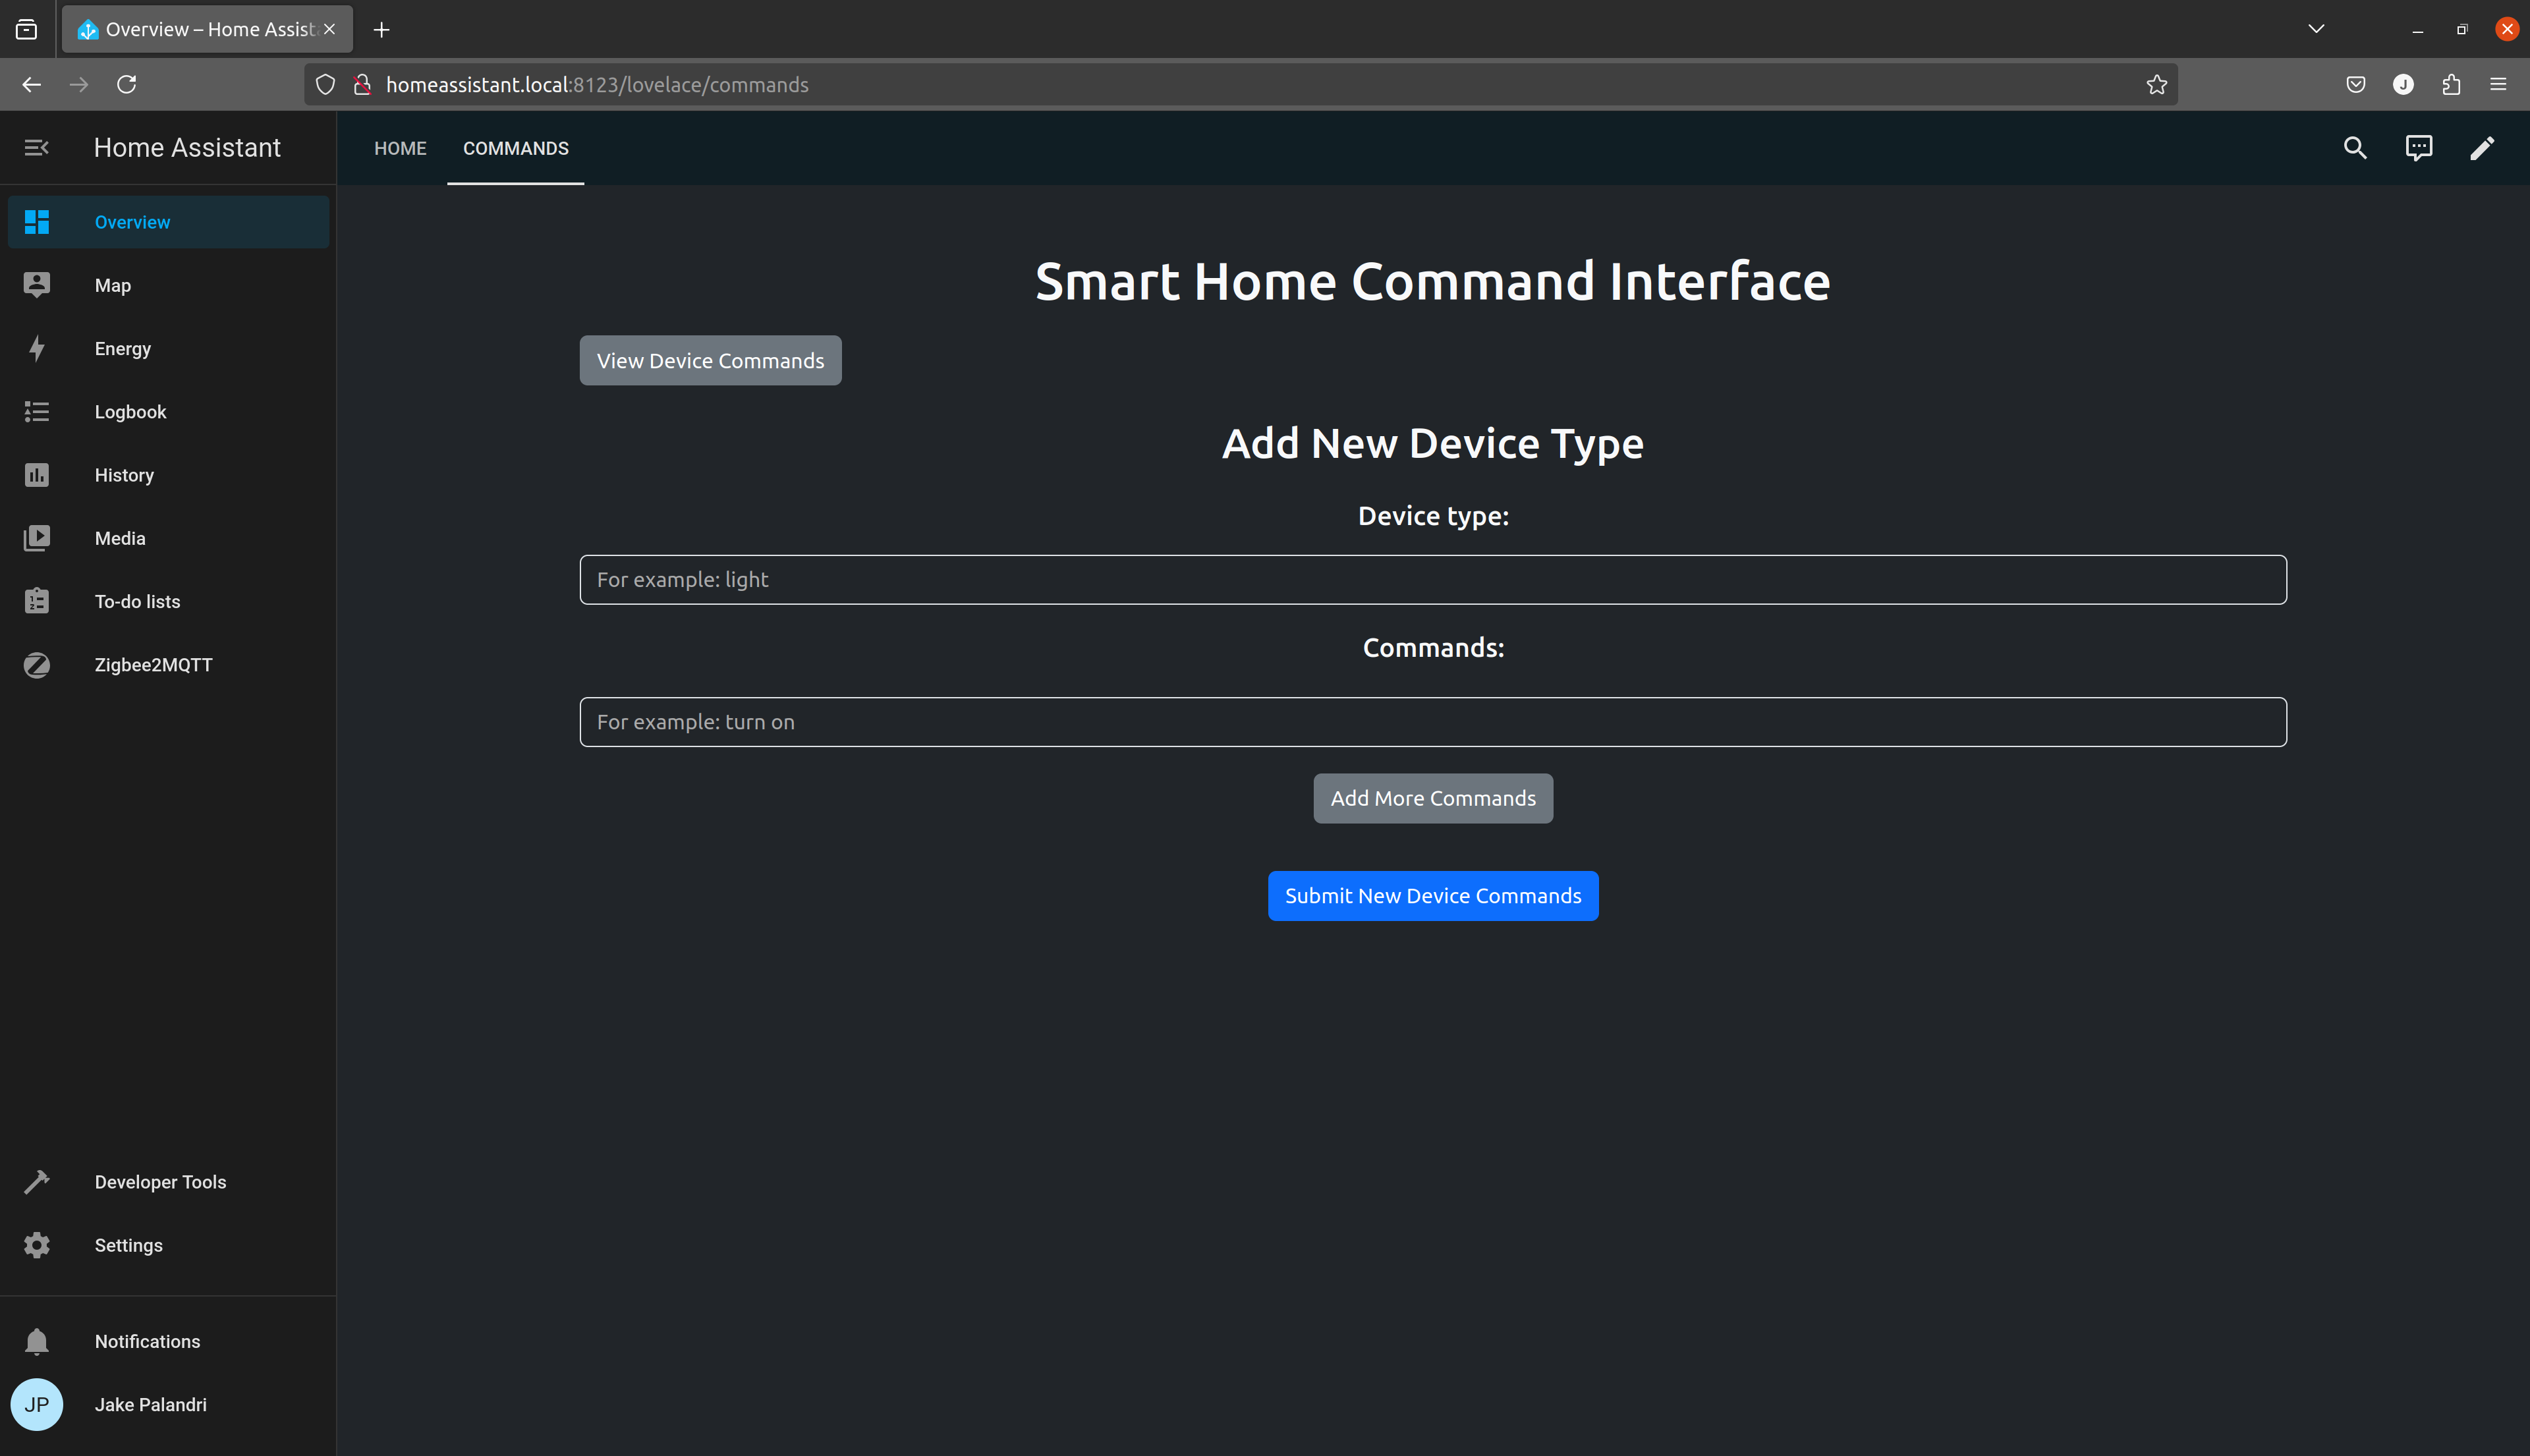 Overview – Home Assist
homeassistant.local:8123/lovelace/commands
J
Home Assistant
HOME
COMMANDS
Overview
Map
Energy
Logbook
History
Media
To-do lists
Zigbee2MQTT
Developer Tools
Settings
Notifications
JP
Jake Palandri
Smart Home Command Interface
View Device Commands
Add New Device Type
Device type:
For example: light
Commands:
For example: turn on
Add More Commands
Submit New Device Commands